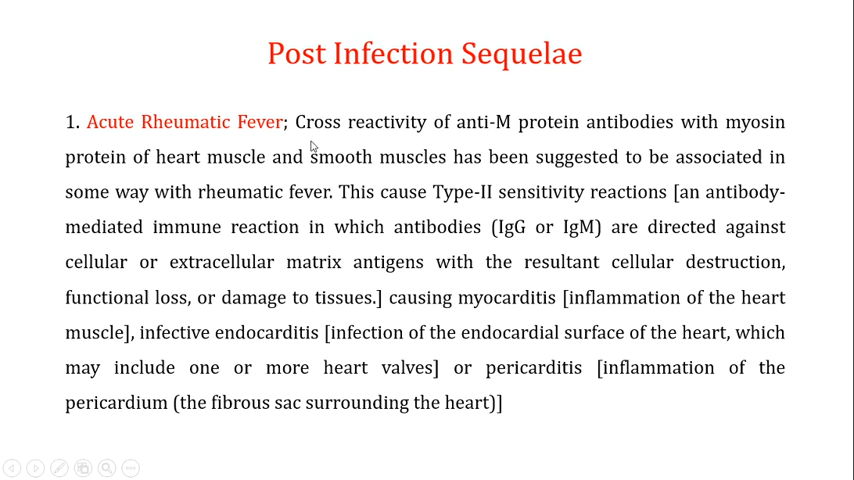 Post Infection Sequelae
1. Acute Rheumatic Fever; Cross reactivity of anti-M protein antibodies with myosin
protein of heart muscle and smooth muscles has been suggested to be associated in
some way with rheumatic fever. This cause Type-II sensitivity reactions [an antibody-
mediated immune reaction in which antibodies (IgG or IgM) are directed against
cellular or extracellular matrix antigens with the resultant cellular destruction,
functional loss, or damage to tissues.] causing myocarditis [inflammation of the heart
muscle], infective endocarditis [infection of the endocardial surface of the heart, which
may include one or more heart valves] or pericarditis [inflammation of the
pericardium (the fibrous sac surrounding the heart)]